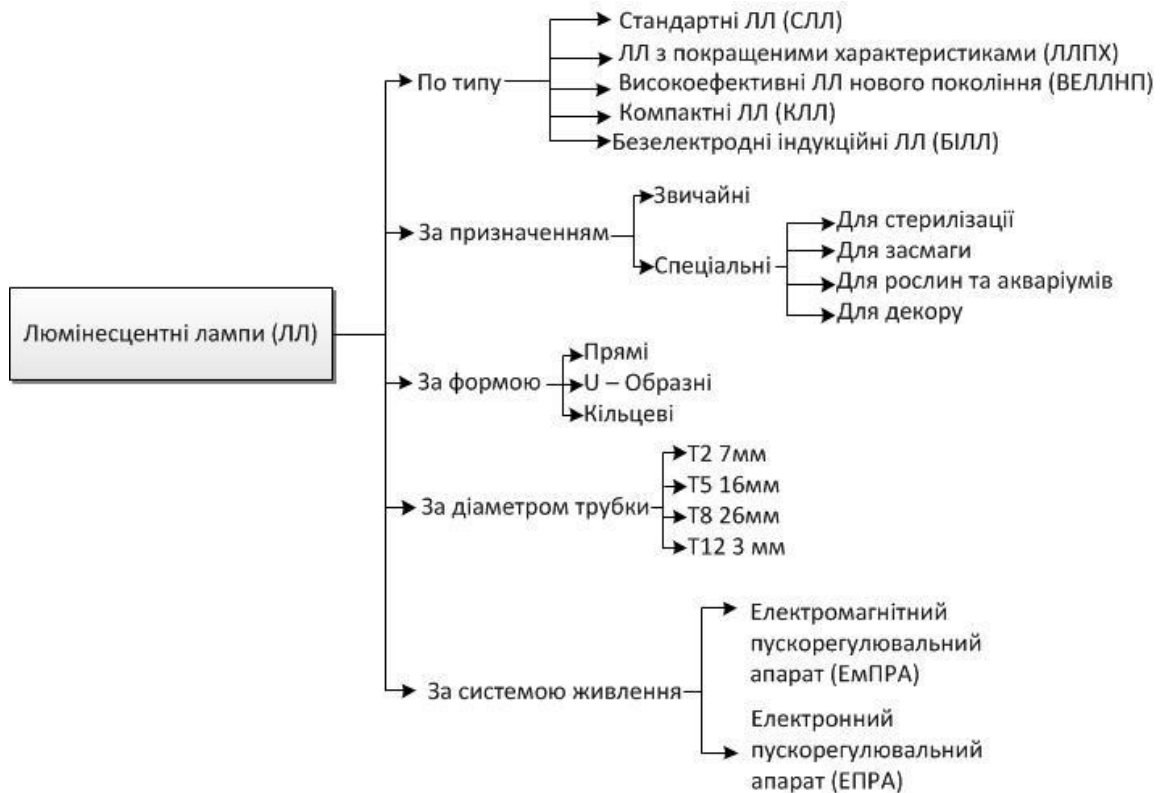 Люмінесцентні лампи (ЛЛ)
По типу
Стандартні ЛЛ (СЛЛ)
ЛЛ з покращеними характеристиками (ЛЛПХ)
Високоефективні ЛЛ нового покоління (ВЕЛЛНП)
Компактні ЛЛ (КЛЛ)
Безелектродні індукційні ЛЛ (БІЛЛ)
За призначенням
Звичайні
Спеціальні
Для стерилізації
Для засмаги
Для рослин та акваріумів
Для декору
За формою
Прямі
U – Образні
Кільцеві
За діаметром трубки
Т2 7мм
Т5 16мм
Т8 26мм
Т12 3 мм
За системою живлення
Електромагнітний
пускорегулювальний
апарат (ЕмПРА)
Електронний
пускорегулювальний
апарат (ЕПРА)